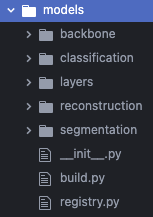 models
backbone
classification
layers
reconstruction
segmentation
__init__.py
build.py
registry.py